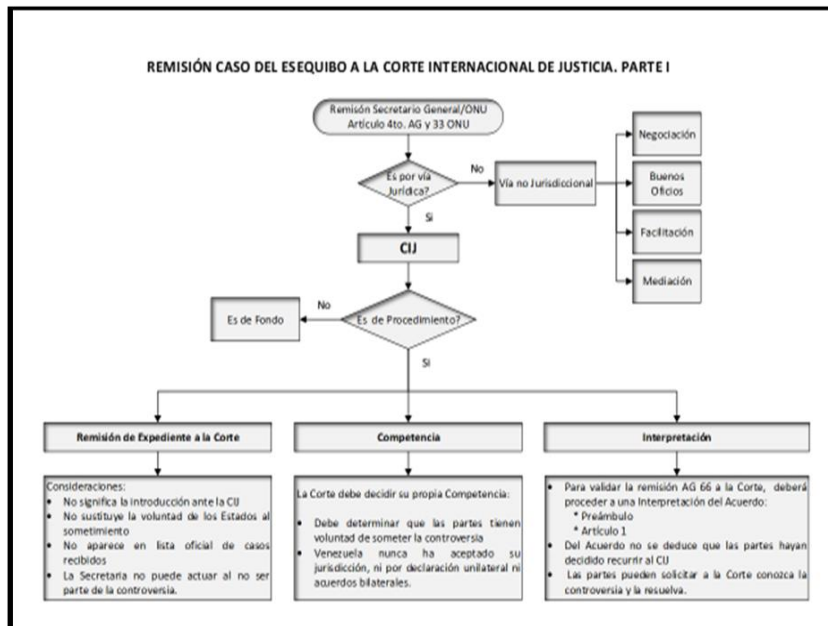 REMISIÓN CASO DEL ESEQUIBO A LA CORTE INTERNACIONAL DE JUSTICIA. PARTE I
Remisón Secretario General/ONU
Artículo 4to. AG y 33 ONU
Es por vía
Jurídica?
No
Vía no Jurisdiccional
Negociación
Buenos
Oficios
Facilitación
Mediación
Si
CIJ
Es de Procedimiento?
No
Es de Fondo
Si
Remisión de Expediente a la Corte
Consideraciones:
• No significa la introducción ante la CIJ
• No sustituye la voluntad de los Estados al
sometimiento
• No aparece en lista oficial de casos
recibidos
• La Secretaria no puede actuar al no ser
parte de la controversia.
Competencia
La Corte debe decidir su propia Competencia:
• Debe determinar que las partes tienen
voluntad de someter la controversia
• Venezuela nunca ha aceptado su
jurisdicción, ni por declaración unilateral ni
acuerdos bilaterales.
Interpretación
• Para validar la remisión AG 66 a la Corte, deberá
proceder a una Interpretación del Acuerdo:
* Preámbulo
* Artículo 1
• Del Acuerdo no se deduce que las partes hayan
decidido recurrir al CIJ
• Las partes pueden solicitar a la Corte conozca la
controversia y la resuelva.